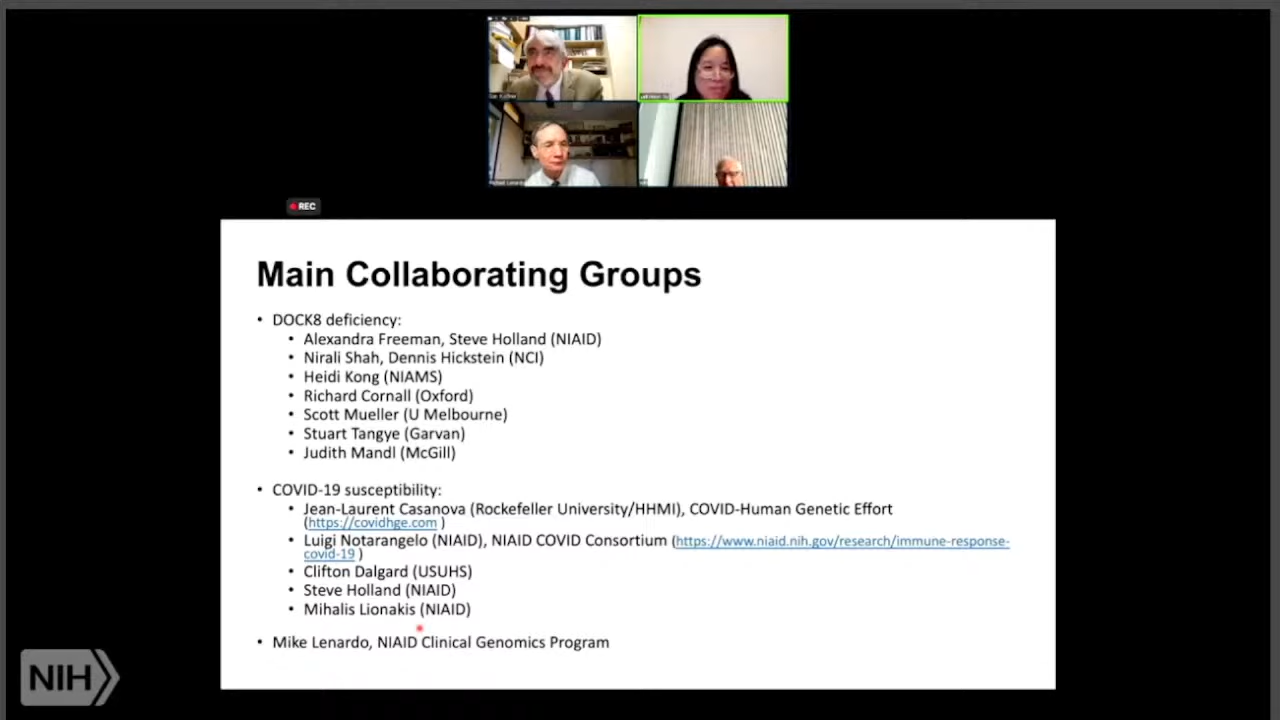 REC
Main Collaborating Groups
• DOCK8 deficiency:
• Alexandra Freeman, Steve Holland (NIAID)
• Nirali Shah, Dennis Hickstein (NCI)
• Heidi Kong (NIAMS)
• Richard Cornall (Oxford)
• Scott Mueller (U Melbourne)
• Stuart Tangye (Garvan)
• Judith Mandl (McGill)
• COVID-19 susceptibility:
• Jean-Laurent Casanova (Rockefeller University/HHMI), COVID-Human Genetic Effort
(https://covidhge.com )
• Luigi Notarangelo (NIAID), NIAID COVID Consortium (https://www.niaid.nih.gov/research/immune-response-
covid-19 )
• Clifton Dalgard (USUHS)
• Steve Holland (NIAID)
• Mihalis Lionakis (NIAID)
• Mike Lenardo, NIAID Clinical Genomics Program
NIH